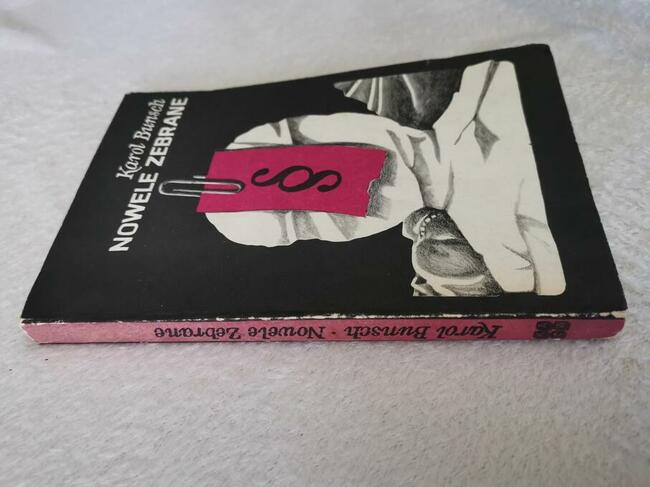 Karol Bunsch
NOWELE ZEBRANE
§
Karol Bunsch · Nowele Zebrane